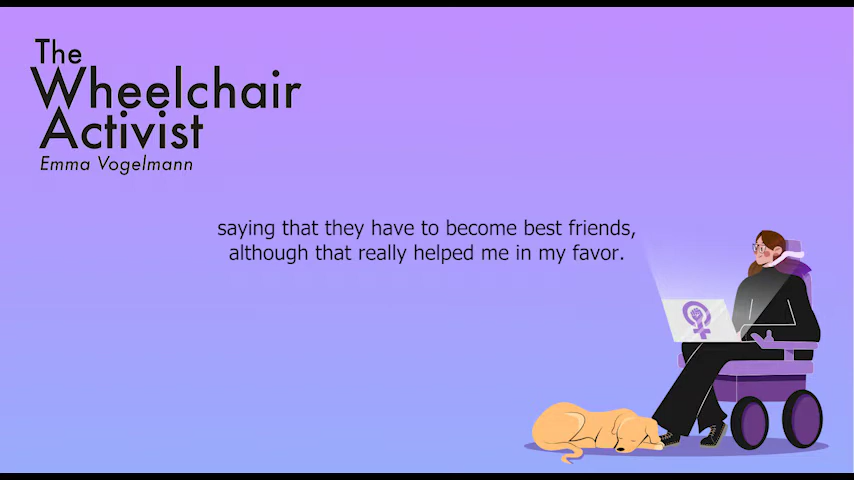 The
Wheelchair
Activist
Emma Vogelmann
saying that they have to become best friends,
although that really helped me in my favor.